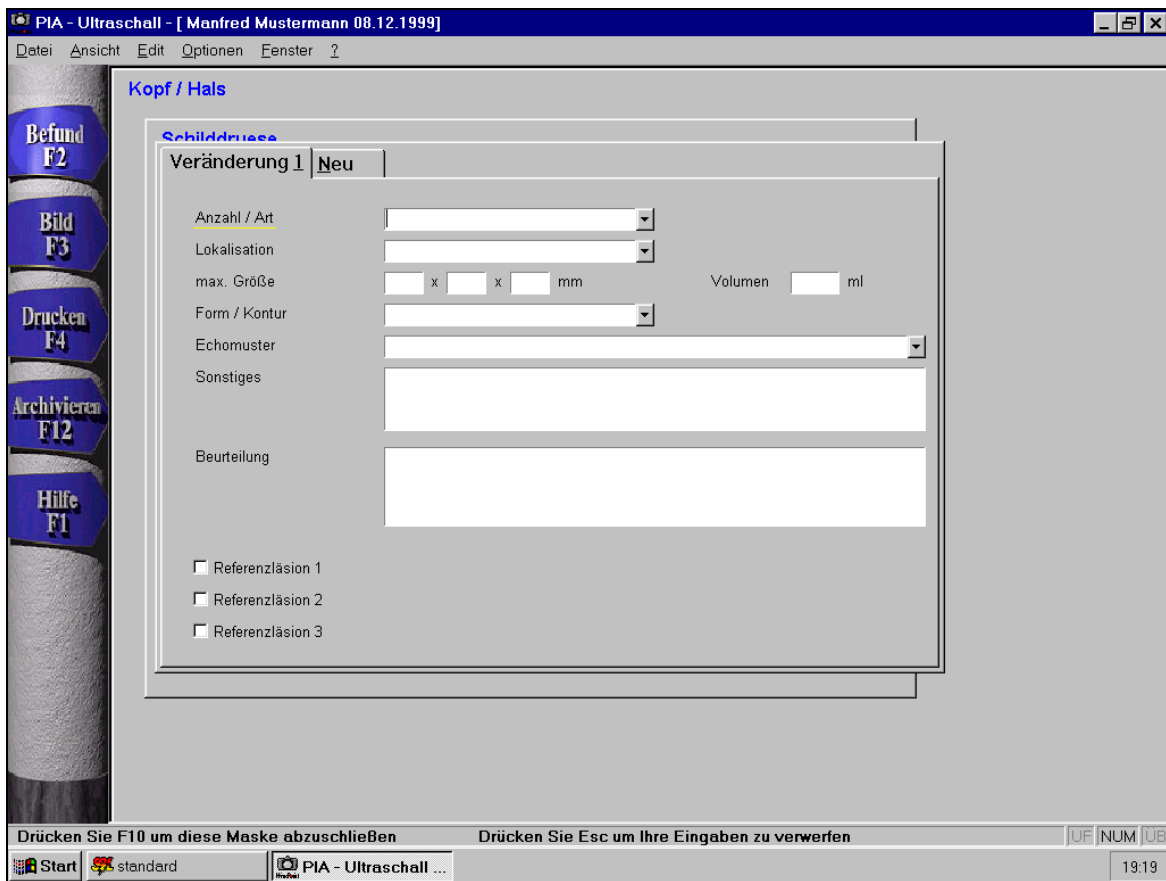 PIA - Ultraschall - [ Manfred Mustermann 08.12.1999]
Datei Ansicht Edit Optionen Fenster ?
Kopf / Hals
Befund
F2
Bild
F3
Drucken
F4
Archivieren
F12
Hilfe
F1
Schilddruese
Veränderung 1 Neu
Anzahl / Art
Lokalisation
max. Größe x x mm Volumen ml
Form / Kontur
Echomuster
Sonstiges
Beurteilung
Referenzläsion 1
Referenzläsion 2
Referenzläsion 3
Drücken Sie F10 um diese Maske abzuschließen Drücken Sie Esc um Ihre Eingaben zu verwerfen UF NUM ÜB
Start standard PIA - Ultraschall ... 19:19